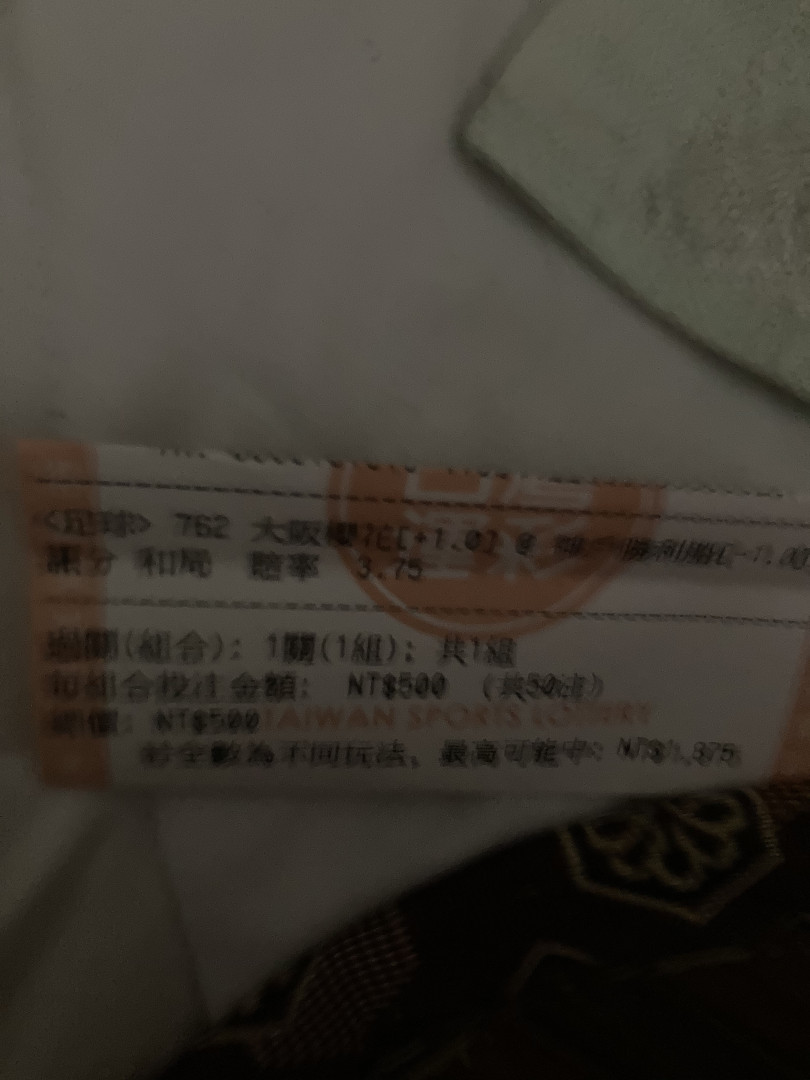 <足球> 762 大阪櫻花[+1.0] @
讓分 和局 賠率 3.75
過關(組合): 1關(1組); 共1組
每組合投注金額: NT$500 (共50注)
總價: NT$500
TAIWAN SPORTS LOTTERY
若全數為不同玩法, 最高可能中: NT$1,875